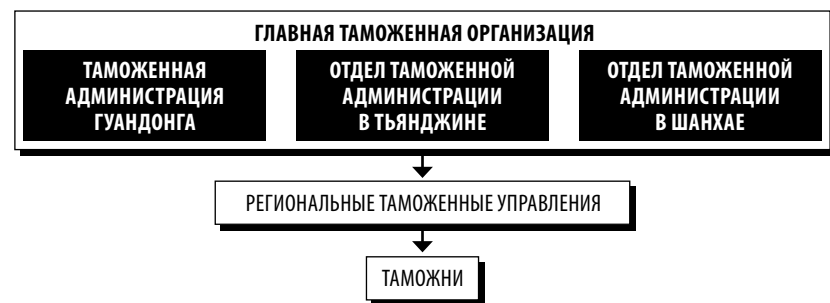 ГЛАВНАЯ ТАМОЖЕННАЯ ОРГАНИЗАЦИЯ
ТАМОЖЕННАЯ
АДМИНИСТРАЦИЯ
ГУАНДОНГА
ОТДЕЛ ТАМОЖЕННОЙ
АДМИНИСТРАЦИИ
В ТЬЯНДЖИНЕ
ОТДЕЛ ТАМОЖЕННОЙ
АДМИНИСТРАЦИИ
В ШАНХАЕ
РЕГИОНАЛЬНЫЕ ТАМОЖЕННЫЕ УПРАВЛЕНИЯ
ТАМОЖНИ